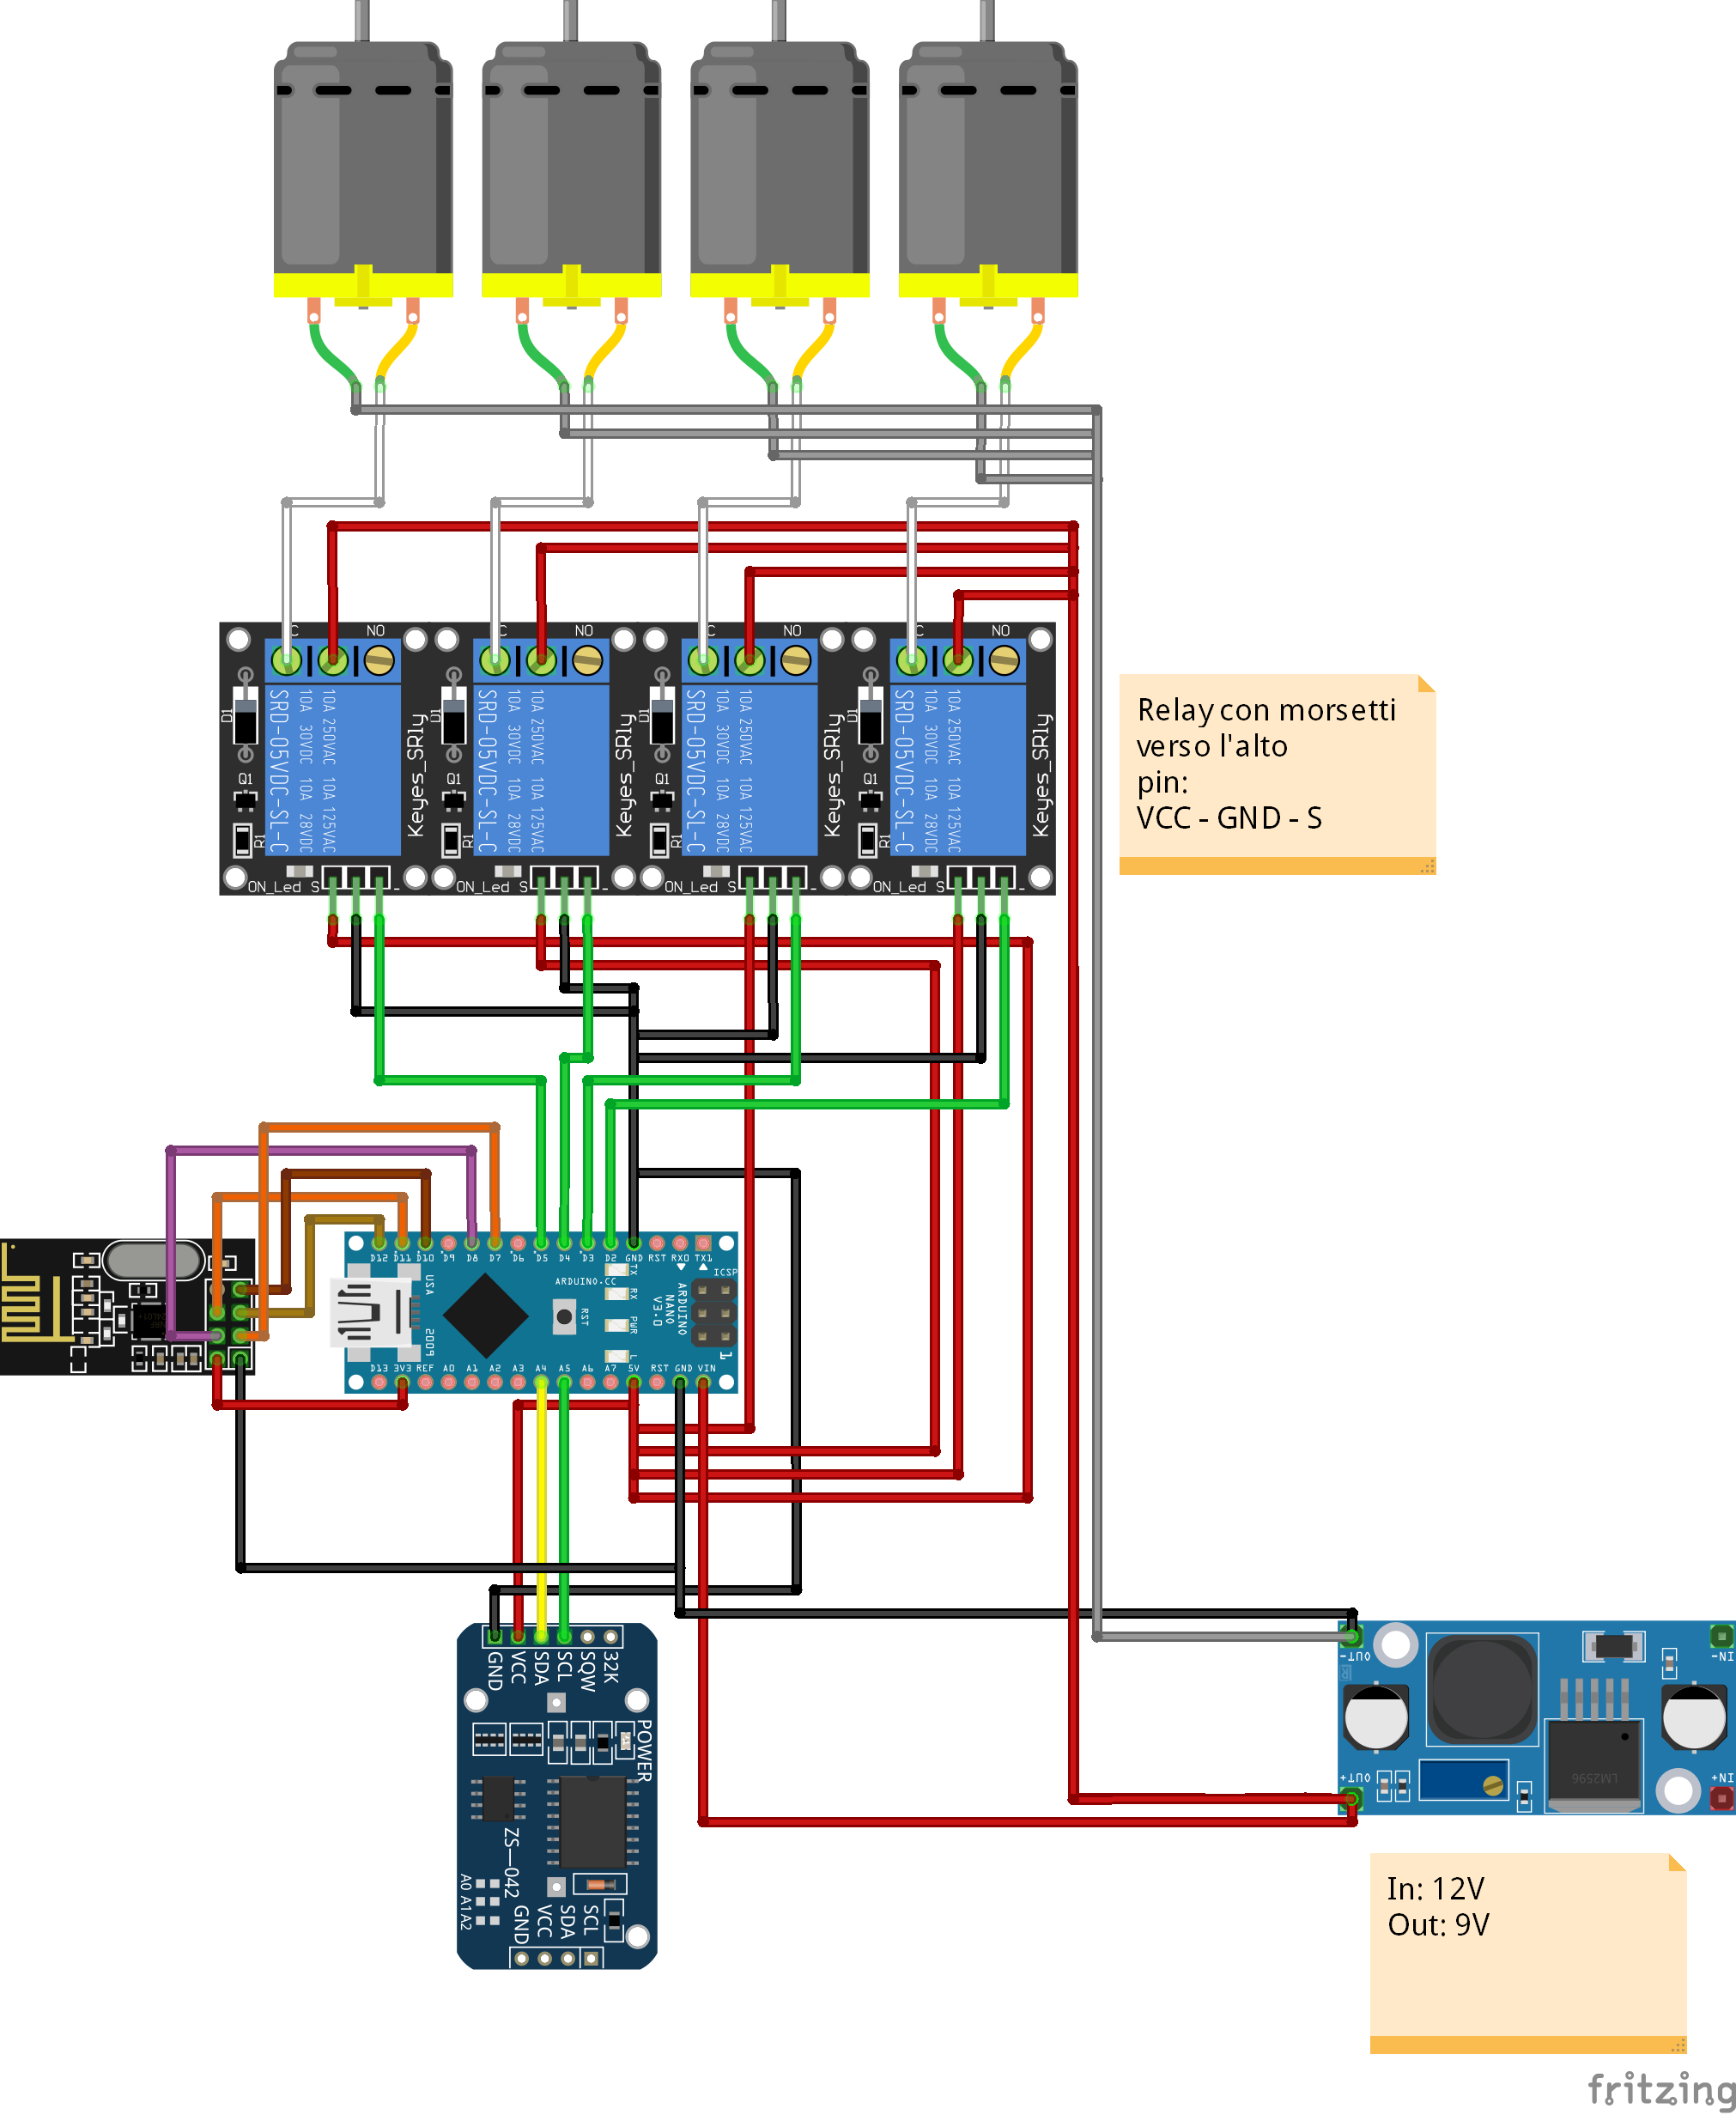 C
NO
C
NO
C
NO
C
NO
D1
Q1
R1
SRD-05VDC-SL-C
10A 30VDC 10A 28VDC
10A 250VAC 10A 125VAC
Keyes_SRly
ON_Led S
-
D1
Q1
R1
SRD-05VDC-SL-C
10A 30VDC 10A 28VDC
10A 250VAC 10A 125VAC
Keyes_SRly
ON_Led S
-
D1
Q1
R1
SRD-05VDC-SL-C
10A 30VDC 10A 28VDC
10A 250VAC 10A 125VAC
Keyes_SRly
ON_Led S
-
D1
Q1
R1
SRD-05VDC-SL-C
10A 30VDC 10A 28VDC
10A 250VAC 10A 125VAC
Keyes_SRly
ON_Led S
-
Relay con morsetti
verso l'alto
pin:
VCC - GND - S
D12 D11 D10 D9 D8 D7 D6 D5 D4 D3 D2 GND RST RX0 TX1
USA
2009
ARDUINO.CC
RST
TX
RX
PWR
L
ARDUINO
NANO
V3.0
ICSP
1
D13 3V3 REF A0 A1 A2 A3 A4 A5 A6 A7 5V RST GND VIN
GND
VCC
SDA
SCL
SQW
32K
POWER
ZS-042
A0 A1 A2
GND
VCC
SDA
SCL
OUT-
IN-
OUT+
IN+
LM2596
In: 12V
Out: 9V
fritzing